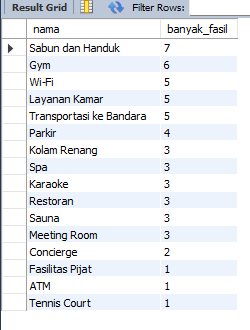 Result Grid Filter Rows:
nama banyak_fasil
Sabun dan Handuk 7
Gym 6
Wi-Fi 5
Layanan Kamar 5
Transportasi ke Bandara 5
Parkir 4
Kolam Renang 3
Spa 3
Karaoke 3
Restoran 3
Sauna 3
Meeting Room 3
Concierge 2
Fasilitas Pijat 1
ATM 1
Tennis Court 1